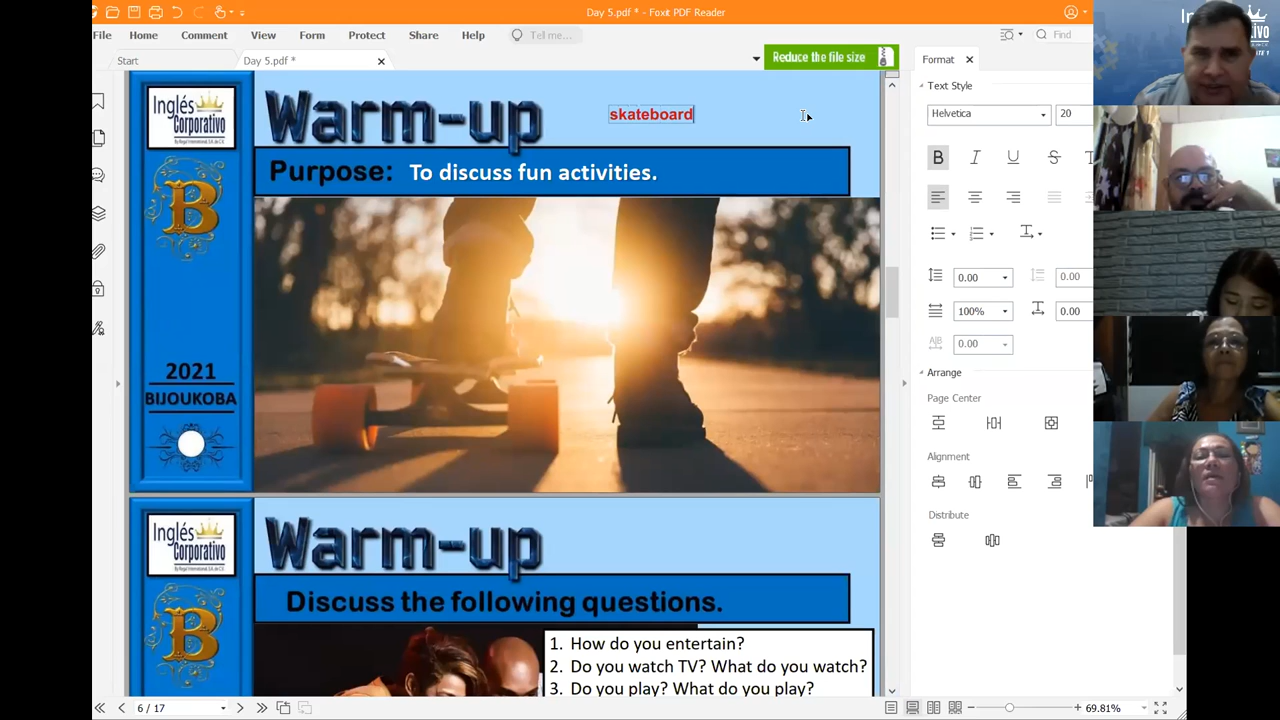 Day 5.pdf * - Foxit PDF Reader
File Home Comment View Form Protect Share Help Tell me... Find
Start Day 5.pdf * Reduce the file size
Format
Text Style
Helvetica 20
B I U S T
0.00 0.00
100% 0.00
0.00
Arrange
Page Center
Alignment
Distribute
Inglés
Corporativo
Warm-up
skateboard
Purpose: To discuss fun activities.
B
2021
BIJOUKOBA
Inglés
Corporativo
Warm-up
Discuss the following questions.
B
1. How do you entertain?
2. Do you watch TV? What do you watch?
3. Do you play? What do you play?
6 / 17 69.81%